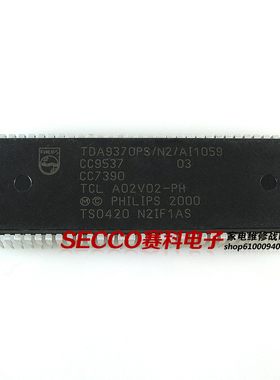 TDA9370PS/N2/AI1059
CC9537 03
CC7390
TCL A02V02-PH
Ⓜ© PHILIPS 2000
TS0420 N2IF1AS
SECCO赛科电子
家电维修战
shop61000940